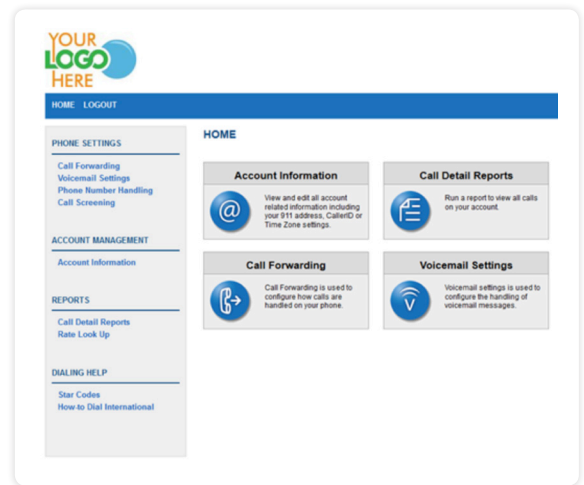 YOUR
LOGO
HERE
HOME LOGOUT
PHONE SETTINGS
Call Forwarding
Voicemail Settings
Phone Number Handling
Call Screening
ACCOUNT MANAGEMENT
Account Information
REPORTS
Call Detail Reports
Rate Look Up
DIALING HELP
Star Codes
How-to Dial International
HOME
Account Information
@
View and edit all account
related information including
your 911 address, CallerID or
Time Zone settings.
Call Detail Reports
Run a report to view all calls
on your account.
Call Forwarding
Call Forwarding is used to
configure how calls are
handled on your phone.
Voicemail Settings
V
Voicemail settings is used to
configure the handling of
voicemail messages.